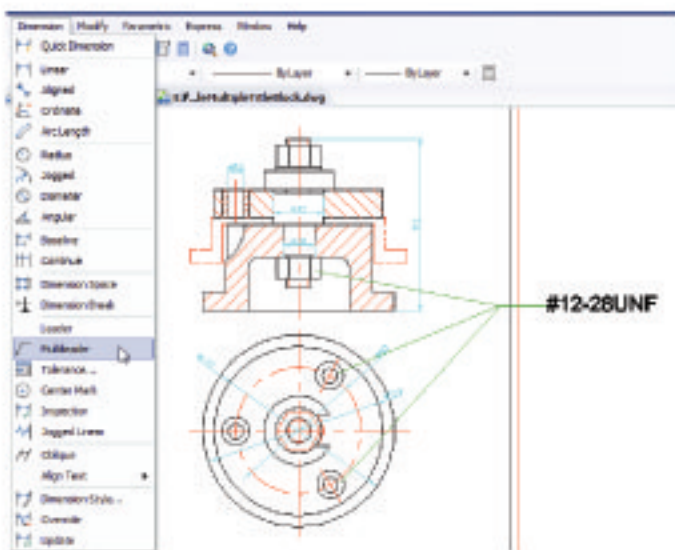 Dimension Modify Parametric Express Window Help
Quick Dimension
ByLayer ByLayer
Linear
Aligned
Ordinate
Arc Length
Radius
Jogged
Diameter
Angular
Baseline
Continue
Dimension Space
Dimension Break
Leader
Multileader
Tolerance...
Center Mark
Inspection
Jogged Linear
Oblique
Align Text
Dimension Style...
Override
Update
#12-28UNF